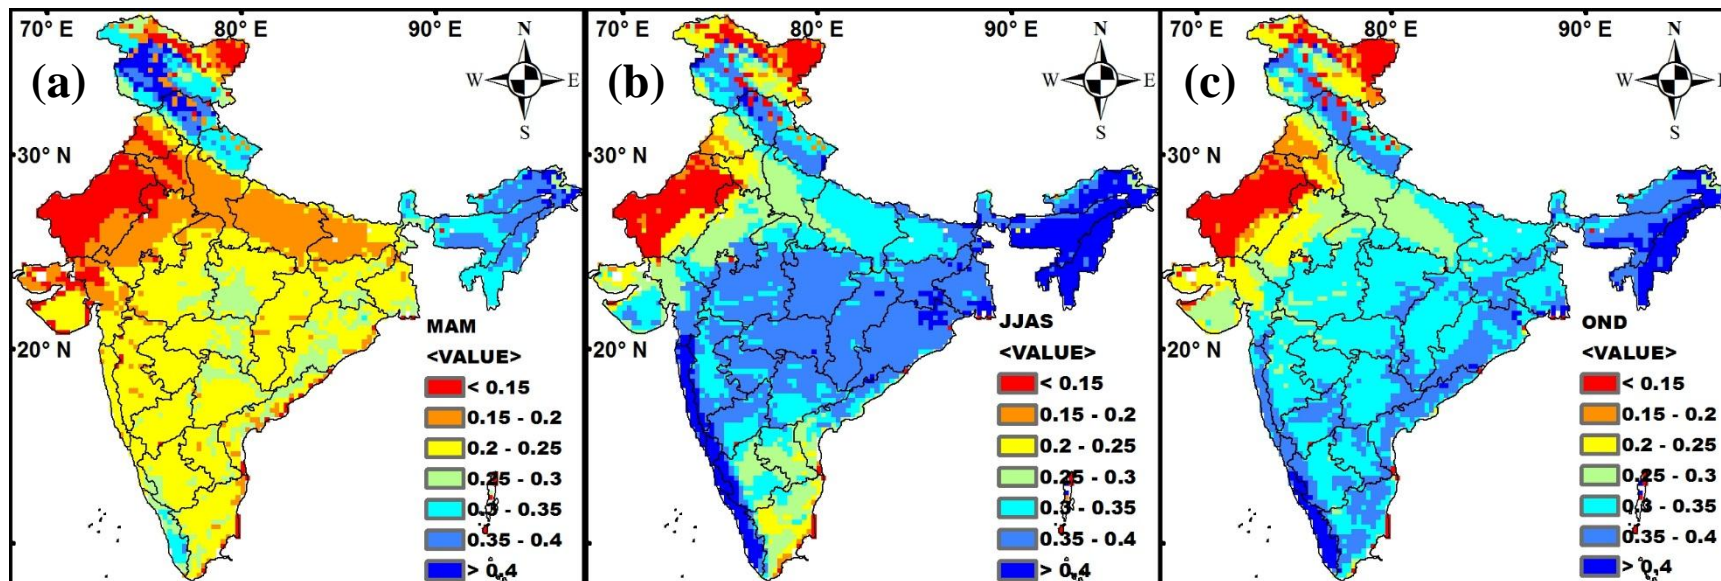 70° E 80° E 90° E
N
(a)
W E
S
30° N
20° N
MAM
<VALUE>
< 0.15
0.15 - 0.2
0.2 - 0.25
0.25 - 0.3
0.3 - 0.35
0.35 - 0.4
> 0.4
70° E 80° E 90° E
N
(b)
W E
S
30° N
20° N
JJAS
<VALUE>
< 0.15
0.15 - 0.2
0.2 - 0.25
0.25 - 0.3
0.3 - 0.35
0.35 - 0.4
> 0.4
70° E 80° E 90° E
N
(c)
W E
S
30° N
20° N
OND
<VALUE>
< 0.15
0.15 - 0.2
0.2 - 0.25
0.25 - 0.3
0.3 - 0.35
0.35 - 0.4
> 0.4